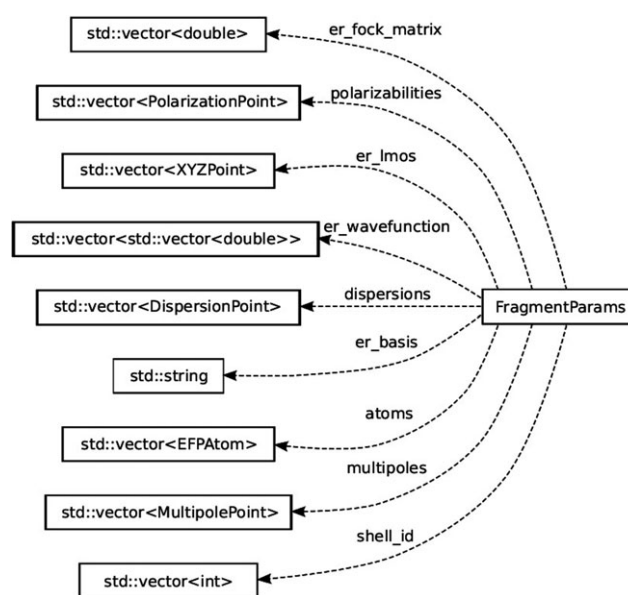 std::vector<double>
er_fock_matrix
std::vector<PolarizationPoint>
polarizabilities
std::vector<XYZPoint>
er_lmos
std::vector<std::vector<double>>
er_wavefunction
std::vector<DispersionPoint>
dispersions
FragmentParams
std::string
er_basis
std::vector<EFPAtom>
atoms
std::vector<MultipolePoint>
multipoles
std::vector<int>
shell_id